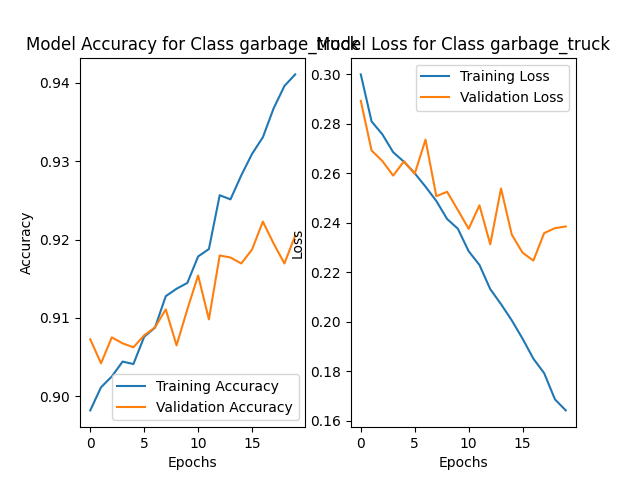 Model Accuracy for Class garbage_truck
0.94
0.93
0.92
0.91
0.90
Accuracy
Training Accuracy
Validation Accuracy
0
5
10
15
Epochs
Model Loss for Class garbage_truck
0.30
0.28
0.26
0.24
0.22
0.20
0.18
0.16
Loss
Training Loss
Validation Loss
0
5
10
15
Epochs